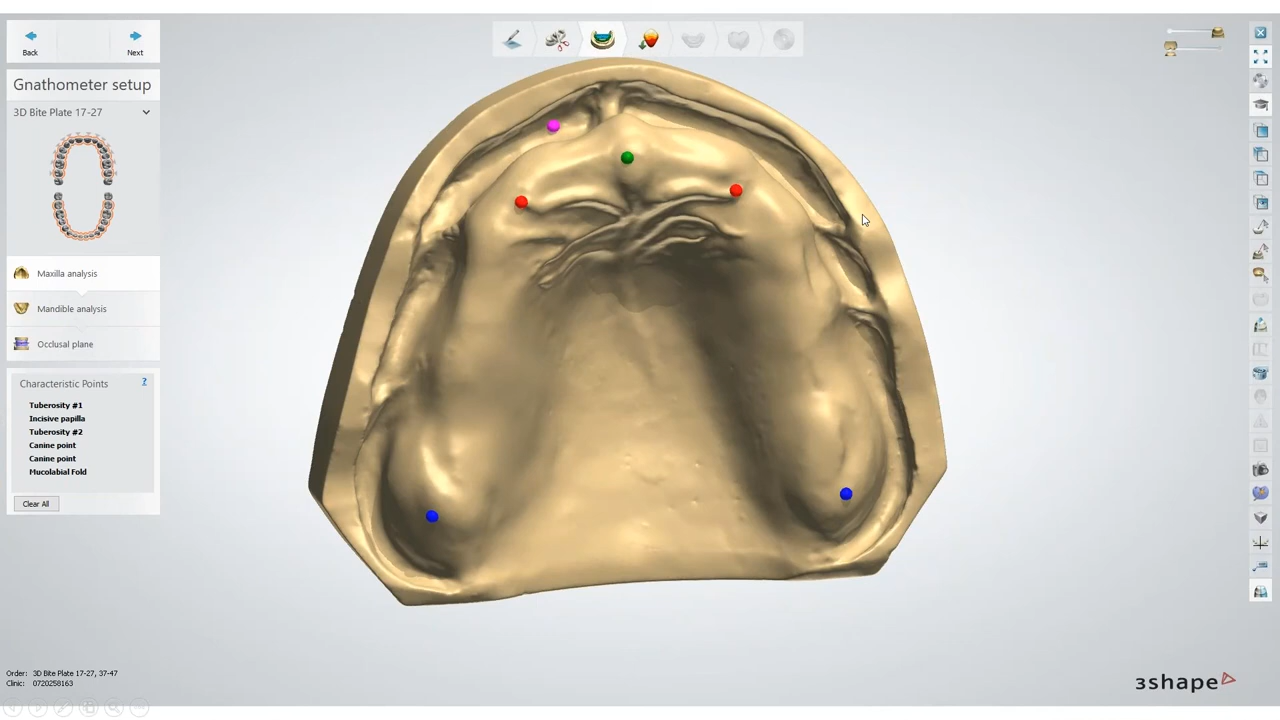 Back
Next
Gnathometer setup
3D Bite Plate 17-27
Maxilla analysis
Mandible analysis
Occlusal plane
Characteristic Points
?
Tuberosity #1
Incisive papilla
Tuberosity #2
Canine point
Canine point
Mucolabial Fold
Clear All
Order: 3D Bite Plate 17-27, 37-47
Clinic: 0720258163
3shape